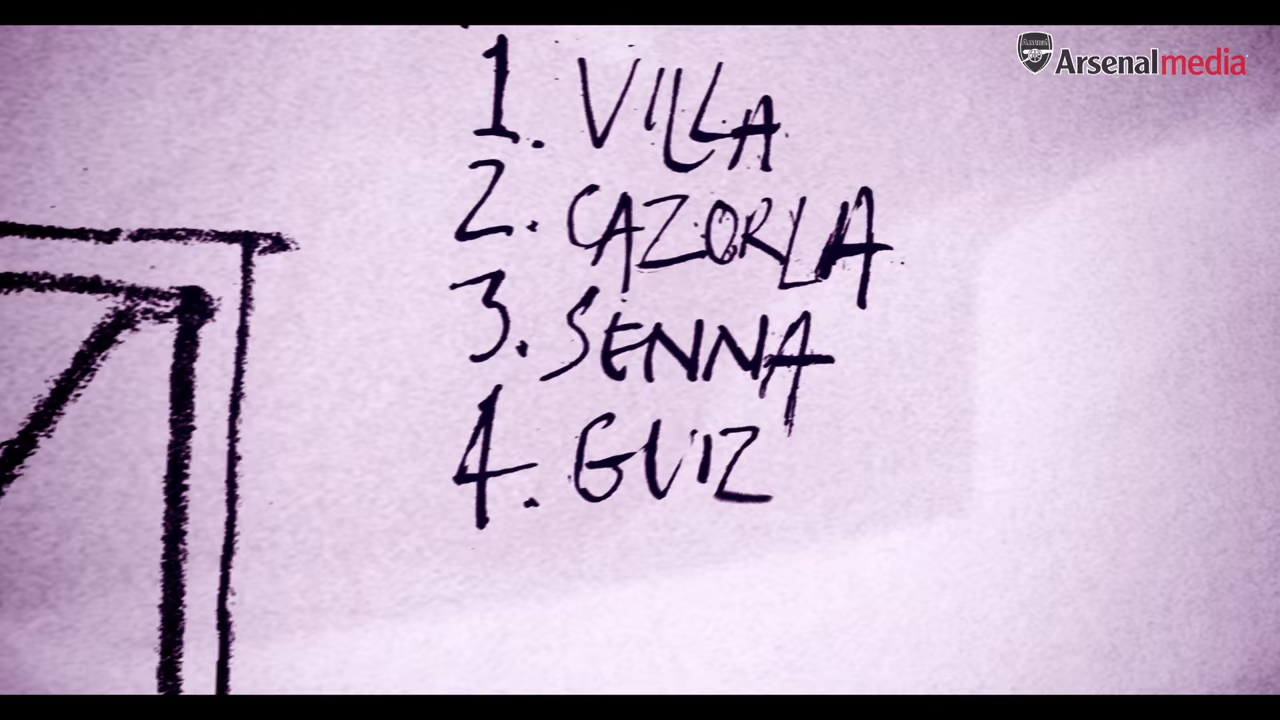 Arsenalmedia
1. VILLA
2. CAZORLA
3. SENNA
4. GUIZ